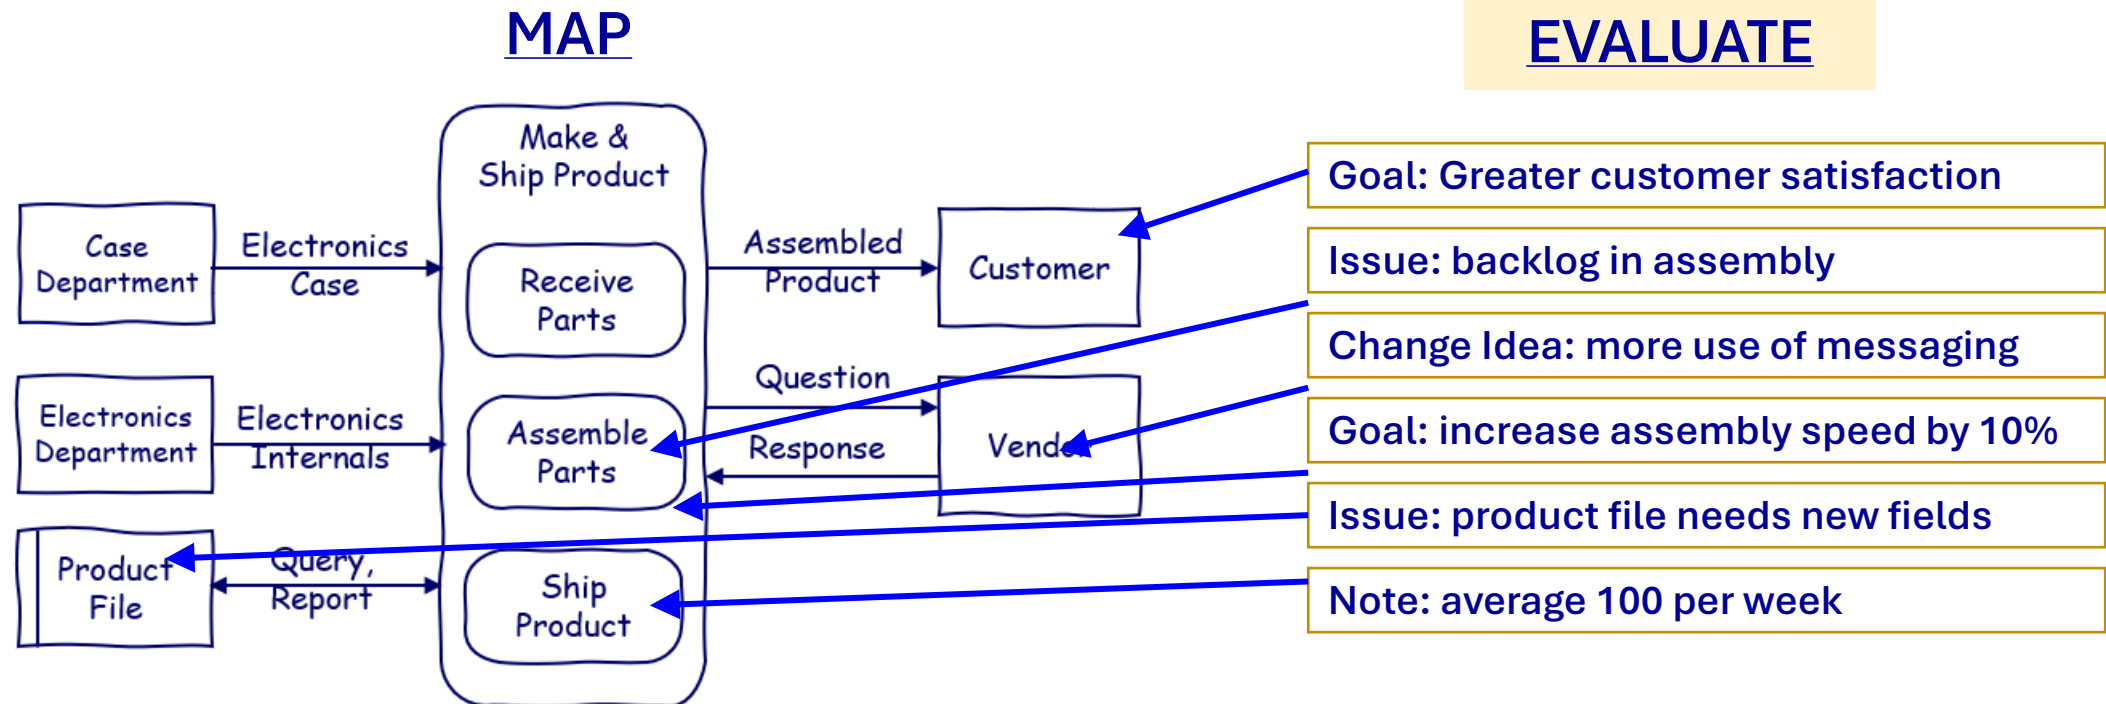 MAP
EVALUATE
Make &
Ship Product
Case
Department
Electronics
Case
Receive
Parts
Assembled
Product
Customer
Electronics
Department
Electronics
Internals
Assemble
Parts
Question
Response
Vendor
Product
File
Query,
Report
Ship
Product
Goal: Greater customer satisfaction
Issue: backlog in assembly
Change Idea: more use of messaging
Goal: increase assembly speed by 10%
Issue: product file needs new fields
Note: average 100 per week